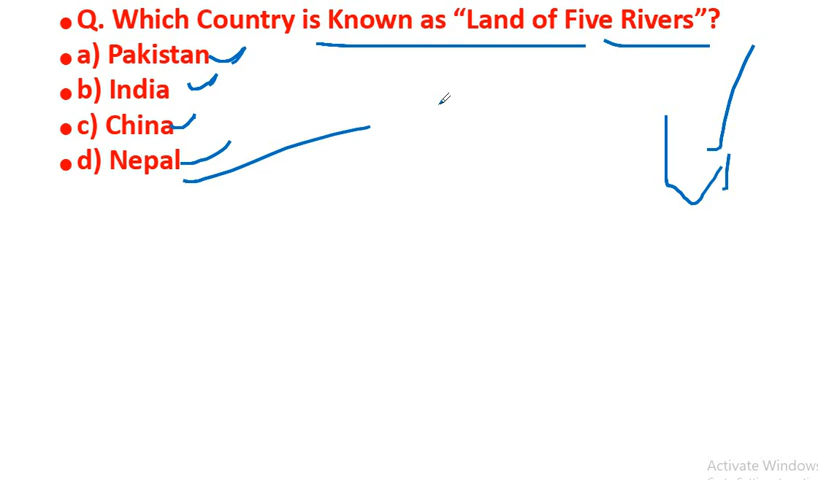 • Q. Which Country is Known as “Land of Five Rivers”?
• a) Pakistan
• b) India
• c) China
• d) Nepal
Activate Windows